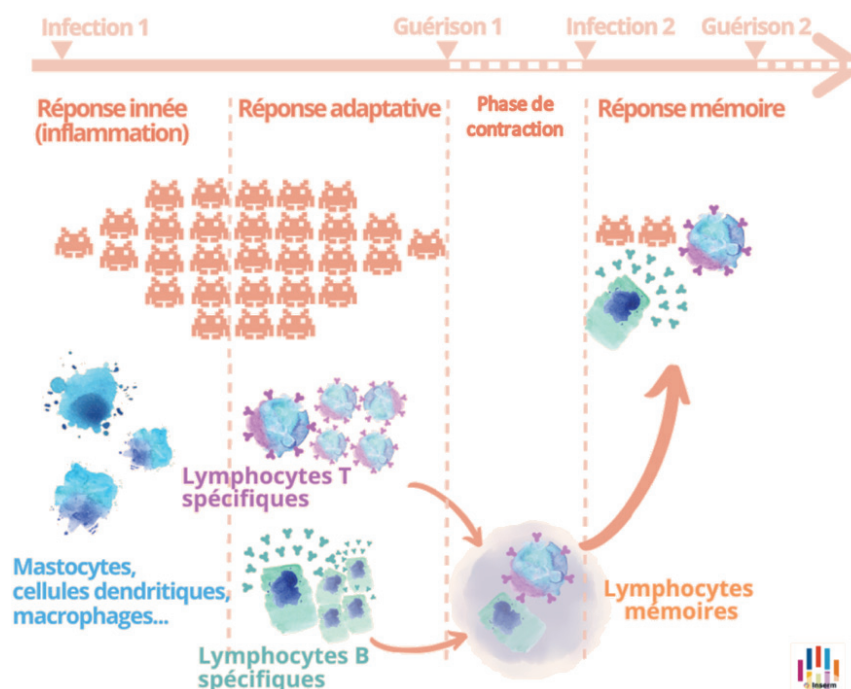 Infection 1
Guérison 1
Infection 2
Guérison 2
Réponse innée
(inflammation)
Réponse adaptative
Phase de
contraction
Réponse mémoire
Lymphocytes T
spécifiques
Mastocytes,
cellules dendritiques,
macrophages...
Lymphocytes
mémoires
Lymphocytes B
spécifiques
Inserm